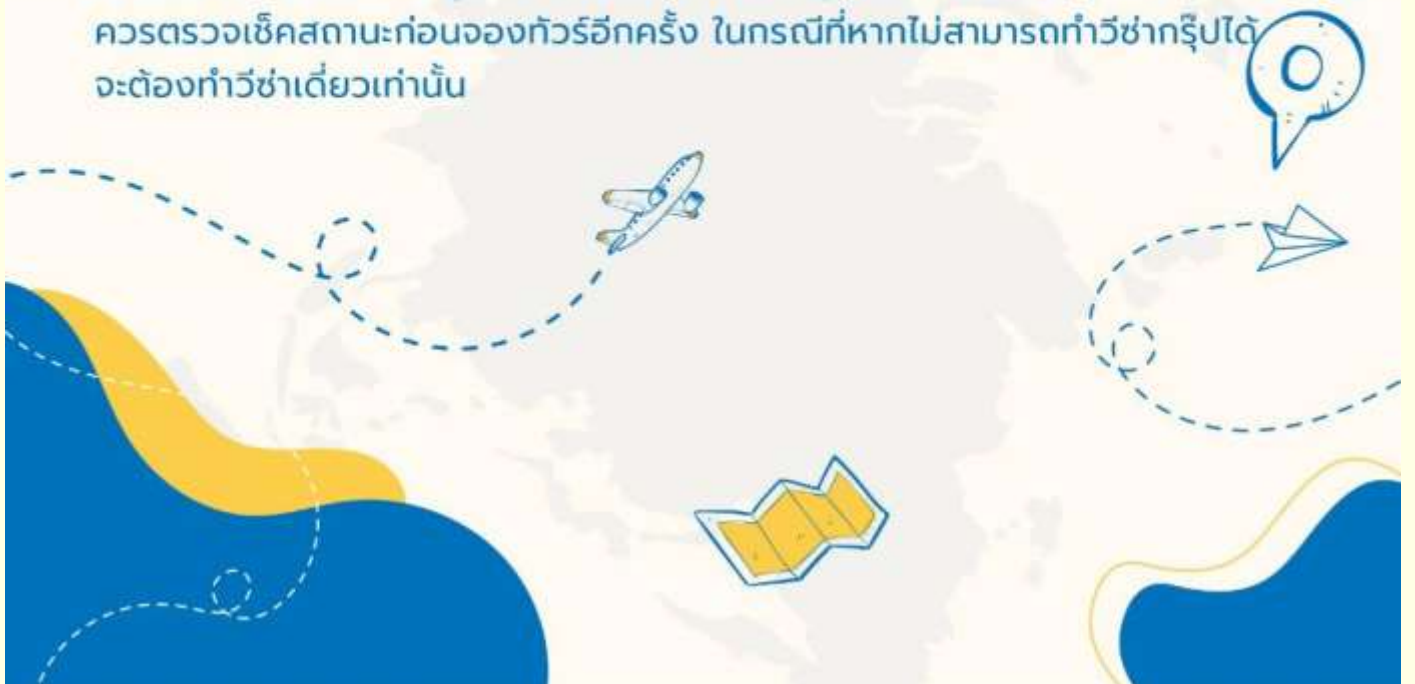 ควรตรวจเช็คสถานะก่อนจองทัวร์อีกครั้ง ในกรณีที่หากไม่สามารถทำวีซ่ากรุ๊ปได้
จะต้องทำวีซ่าเดี่ยวเท่านั้น